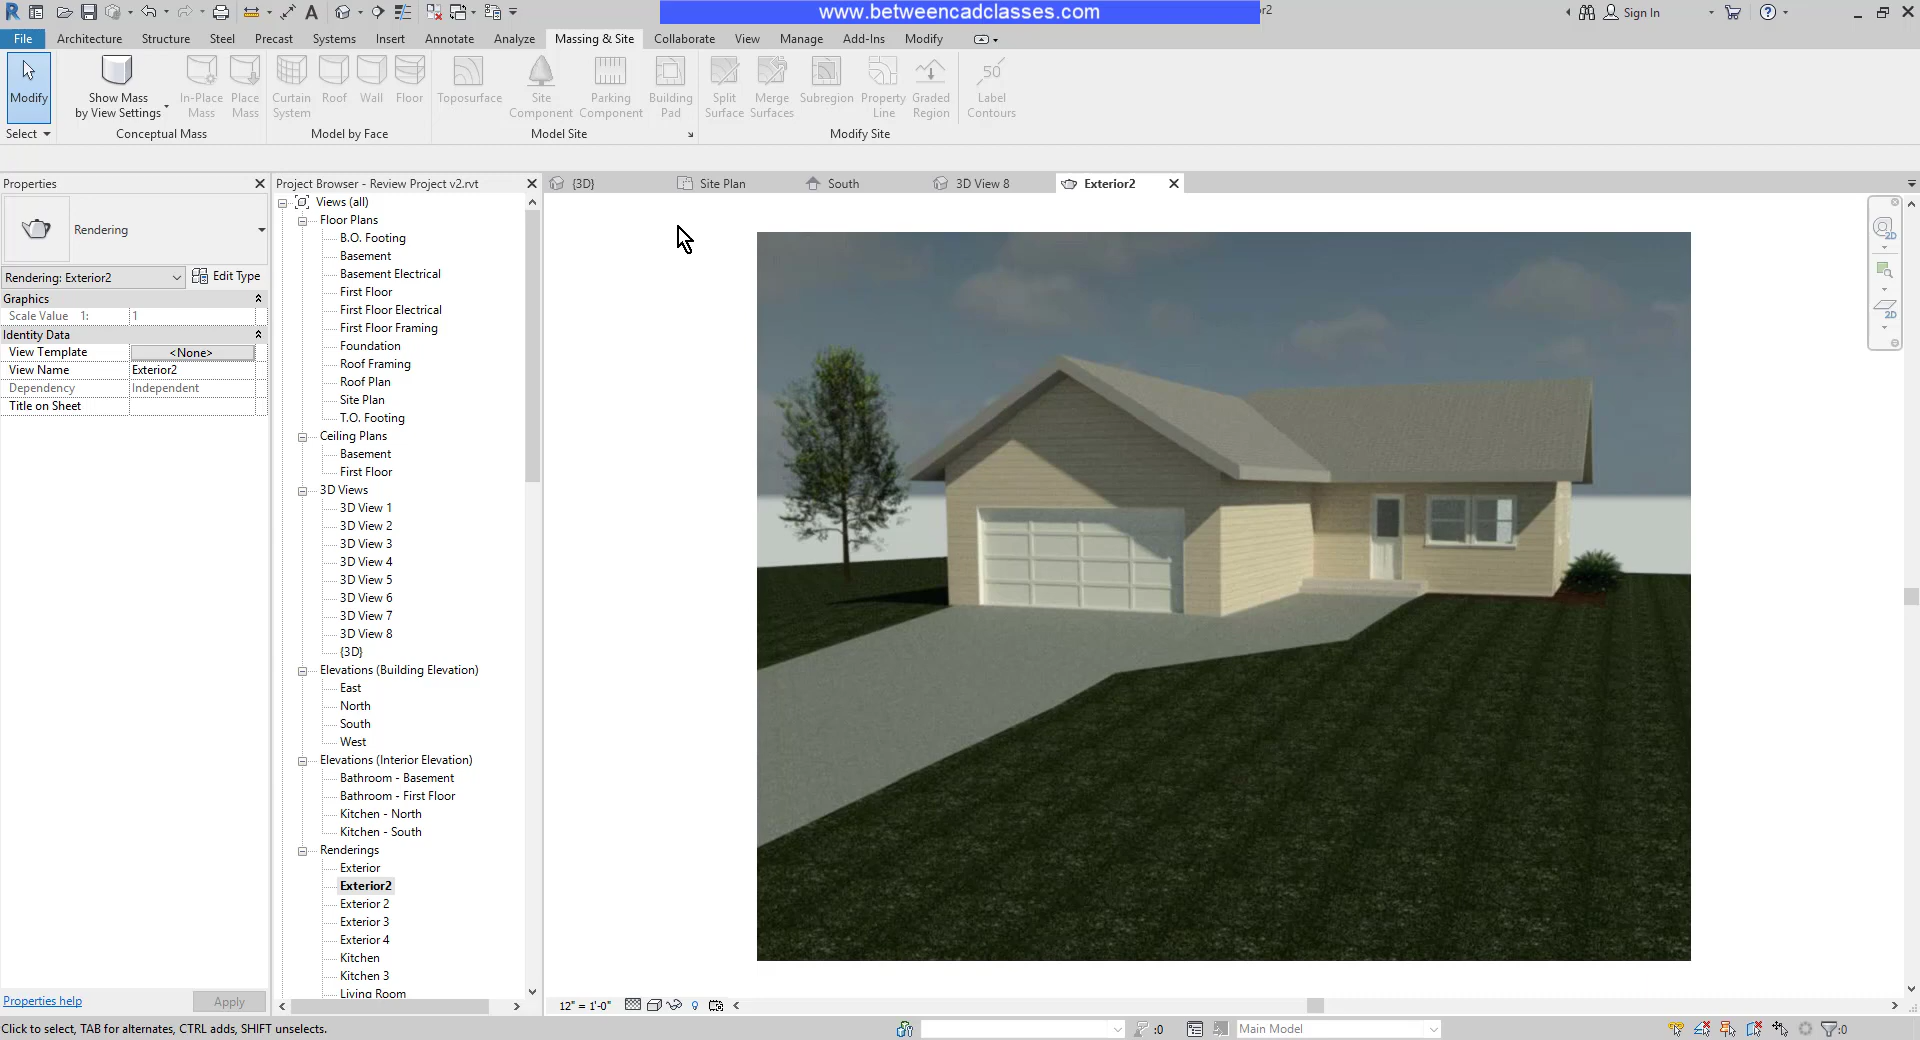 www.betweencadclasses.com
or2
Sign In
File
Architecture
Structure
Steel
Precast
Systems
Insert
Annotate
Analyze
Massing & Site
Collaborate
View
Manage
Add-Ins
Modify
Modify
Show Mass
by View Settings
In-Place
Mass
Place
Mass
Curtain
System
Roof
Wall
Floor
Toposurface
Site
Component
Parking
Component
Building
Pad
Split
Surface
Merge
Surfaces
Subregion
Property
Line
Graded
Region
50
Label
Contours
Select
Conceptual Mass
Model by Face
Model Site
Modify Site
Properties
Rendering
Rendering: Exterior2
Edit Type
Graphics
Scale Value 1: 1
Identity Data
View Template <None>
View Name Exterior2
Dependency Independent
Title on Sheet
Properties help
Apply
Project Browser - Review Project v2.rvt
Views (all)
Floor Plans
B.O. Footing
Basement
Basement Electrical
First Floor
First Floor Electrical
First Floor Framing
Foundation
Roof Framing
Roof Plan
Site Plan
T.O. Footing
Ceiling Plans
Basement
First Floor
3D Views
3D View 1
3D View 2
3D View 3
3D View 4
3D View 5
3D View 6
3D View 7
3D View 8
{3D}
Elevations (Building Elevation)
East
North
South
West
Elevations (Interior Elevation)
Bathroom - Basement
Bathroom - First Floor
Kitchen - North
Kitchen - South
Renderings
Exterior
Exterior2
Exterior 2
Exterior 3
Exterior 4
Kitchen
Kitchen 3
Living Room
{3D}
Site Plan
South
3D View 8
Exterior2
2D
2D
12" = 1'-0"
Click to select, TAB for alternates, CTRL adds, SHIFT unselects.
:0
Main Model
:0